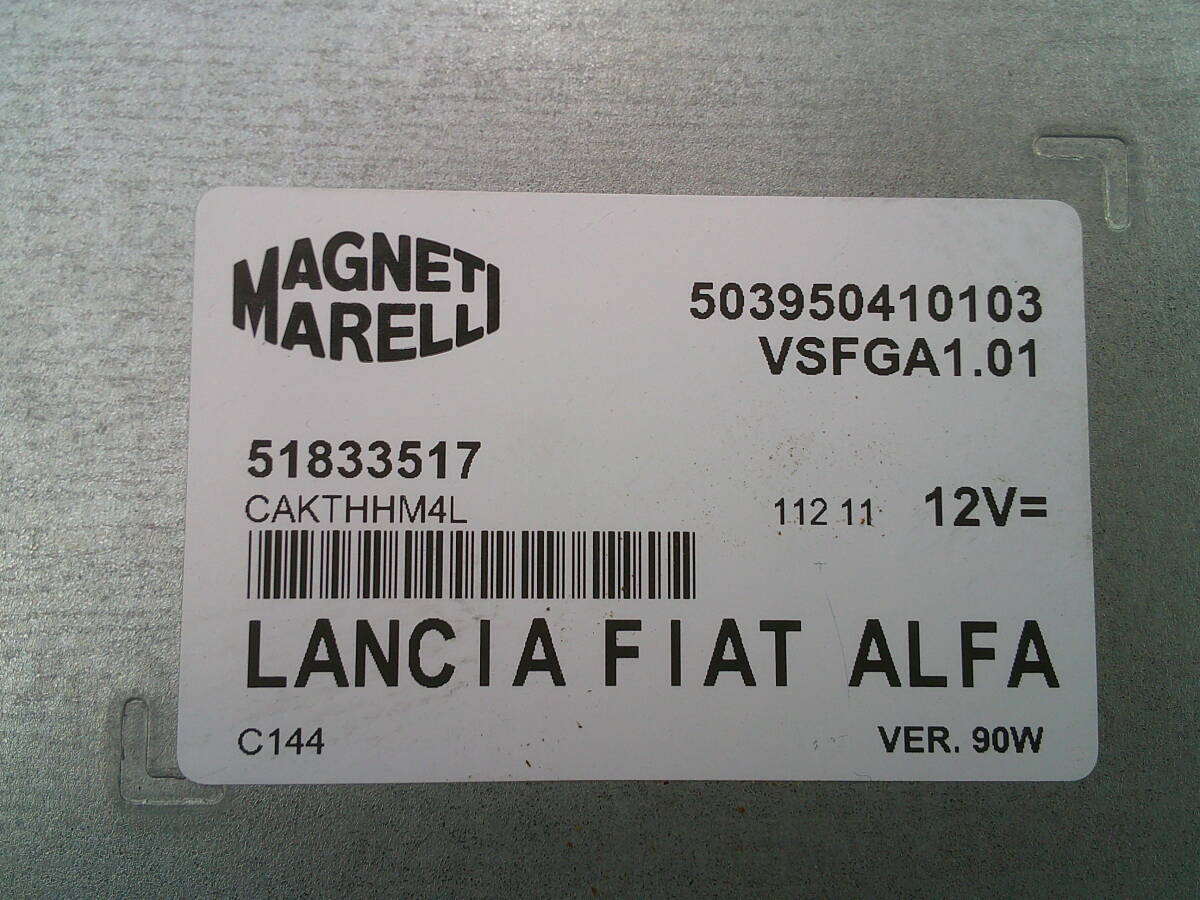 MAGNETI
MARELLI
503950410103
VSFGA1.01
51833517
CAKTHHM4L
112 11 12V=
LANCIA FIAT ALFA
C144
VER. 90W